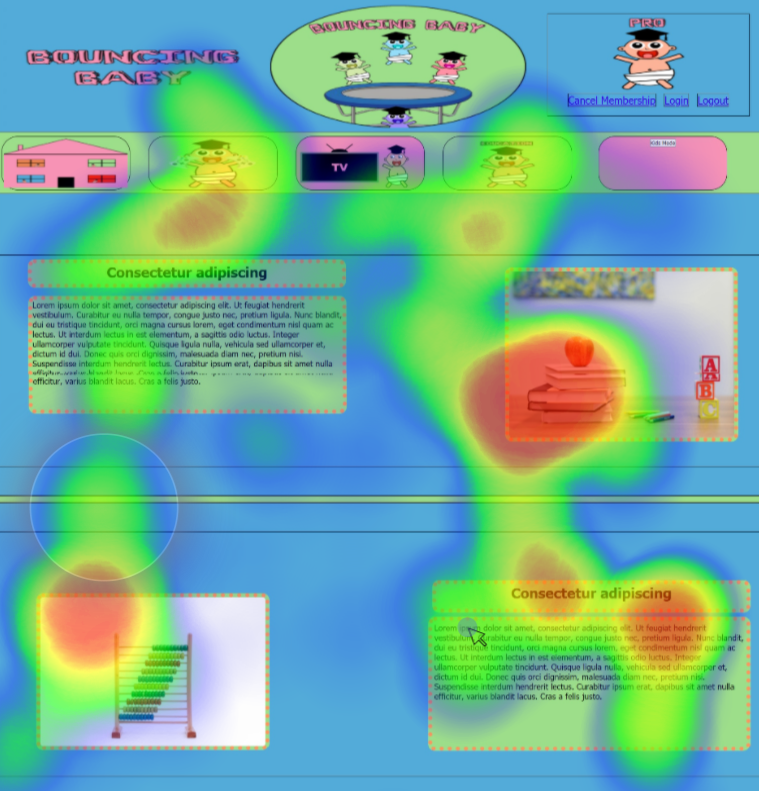 BOUNCING
BABY
BOUNCING BABY
PRO
Cancel Membership Login Logout
TV
Kids Mode
Consectetur adipiscing
Lorem ipsum dolor sit amet, consectetur adipiscing elit. Ut feugiat hendrerit
vestibulum. Curabitur eu nulla tempor, congue justo nec, pretium ligula. Nunc blandit,
dui eu tristique tincidunt, orci magna cursus lorem, eget condimentum nisl quam ac
lectus. Ut interdum lectus in est elementum, a sagittis odio luctus. Integer
ullamcorper vulputate tincidunt. Quisque ligula nulla, vehicula sed ullamcorper et,
dictum id dui. Donec quis orci dignissim, malesuada diam nec, pretium nisi.
Suspendisse interdum hendrerit lectus. Curabitur ipsum erat, dapibus sit amet nulla
efficitur, varius blandit lacus. Cras a felis justo.
A
B
C
Consectetur adipiscing
Lorem ipsum dolor sit amet, consectetur adipiscing elit. Ut feugiat hendrerit
vestibulum. Curabitur eu nulla tempor, congue justo nec, pretium ligula. Nunc blandit,
dui eu tristique tincidunt, orci magna cursus lorem, eget condimentum nisl quam ac
lectus. Ut interdum lectus in est elementum, a sagittis odio luctus. Integer
ullamcorper vulputate tincidunt. Quisque ligula nulla, vehicula sed ullamcorper et,
dictum id dui. Donec quis orci dignissim, malesuada diam nec, pretium nisi.
Suspendisse interdum hendrerit lectus. Curabitur ipsum erat, dapibus sit amet nulla
efficitur, varius blandit lacus. Cras a felis justo.